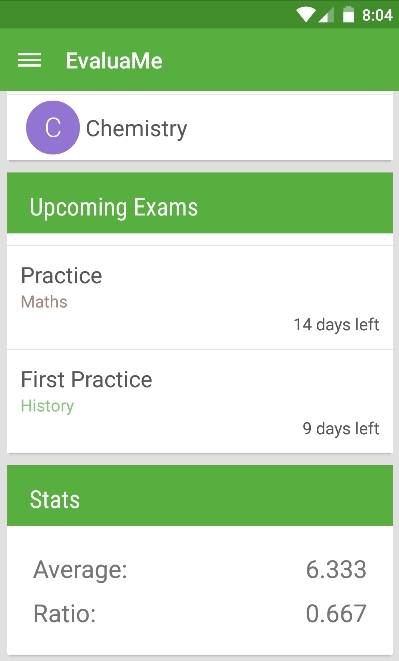 8:04
EvaluaMe
C Chemistry
Upcoming Exams
Practice
Maths
14 days left
First Practice
History
9 days left
Stats
Average: 6.333
Ratio: 0.667